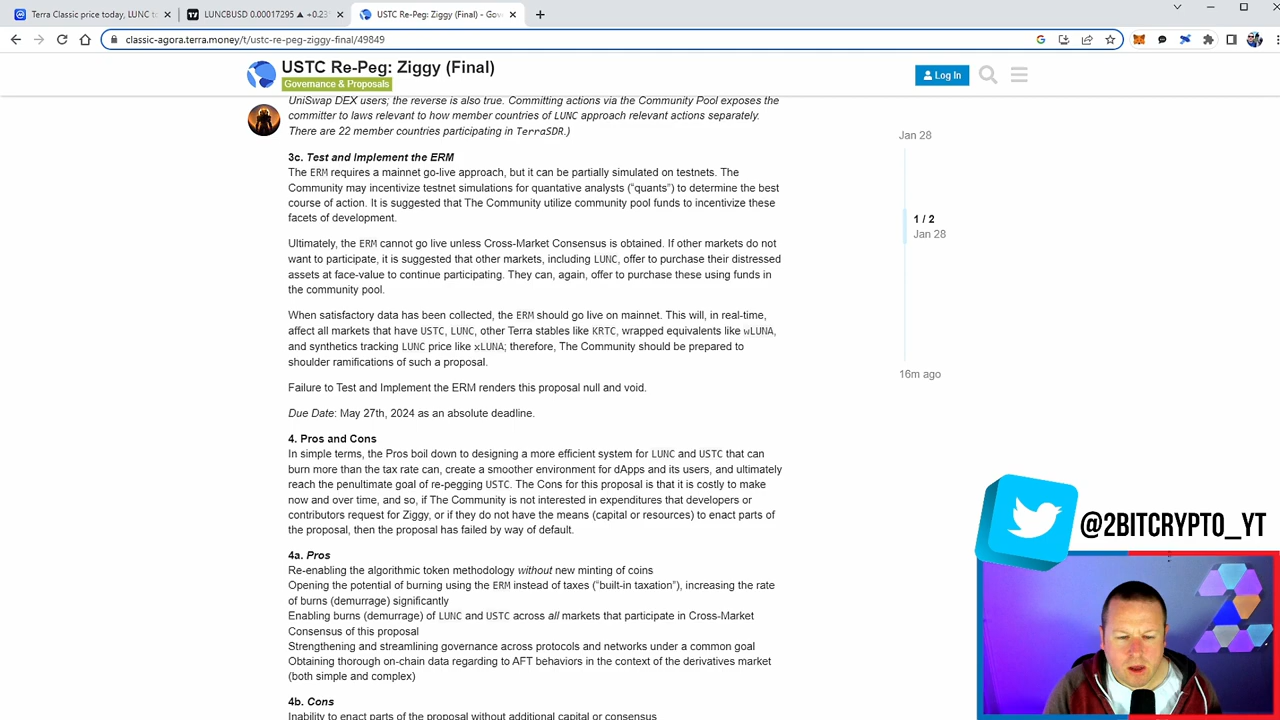 Terra Classic price today, LUNC to
LUNCBUSD 0.00017295 ▲ +0.23
USTC Re-Peg: Ziggy (Final) - Gov
classic-agora.terra.money/t/ustc-re-peg-ziggy-final/49849
USTC Re-Peg: Ziggy (Final)
Governance & Proposals
Log In
UniSwap DEX users; the reverse is also true. Committing actions via the Community Pool exposes the
committer to laws relevant to how member countries of LUNC approach relevant actions separately.
There are 22 member countries participating in TerraSDR.)
3c. Test and Implement the ERM
The ERM requires a mainnet go-live approach, but it can be partially simulated on testnets. The
Community may incentivize testnet simulations for quantative analysts (“quants”) to determine the best
course of action. It is suggested that The Community utilize community pool funds to incentivize these
facets of development.
Ultimately, the ERM cannot go live unless Cross-Market Consensus is obtained. If other markets do not
want to participate, it is suggested that other markets, including LUNC, offer to purchase their distressed
assets at face-value to continue participating. They can, again, offer to purchase these using funds in
the community pool.
When satisfactory data has been collected, the ERM should go live on mainnet. This will, in real-time,
affect all markets that have USTC, LUNC, other Terra stables like KRTC, wrapped equivalents like wLUNA,
and synthetics tracking LUNC price like xLUNA; therefore, The Community should be prepared to
shoulder ramifications of such a proposal.
Failure to Test and Implement the ERM renders this proposal null and void.
Due Date: May 27th, 2024 as an absolute deadline.
4. Pros and Cons
In simple terms, the Pros boil down to designing a more efficient system for LUNC and USTC that can
burn more than the tax rate can, create a smoother environment for dApps and its users, and ultimately
reach the penultimate goal of re-pegging USTC. The Cons for this proposal is that it is costly to make
now and over time, and so, if The Community is not interested in expenditures that developers or
contributors request for Ziggy, or if they do not have the means (capital or resources) to enact parts of
the proposal, then the proposal has failed by way of default.
4a. Pros
Re-enabling the algorithmic token methodology without new minting of coins
Opening the potential of burning using the ERM instead of taxes (“built-in taxation”), increasing the rate
of burns (demurrage) significantly
Enabling burns (demurrage) of LUNC and USTC across all markets that participate in Cross-Market
Consensus of this proposal
Strengthening and streamlining governance across protocols and networks under a common goal
Obtaining thorough on-chain data regarding to AFT behaviors in the context of the derivatives market
(both simple and complex)
4b. Cons
Inability to enact parts of the proposal without additional capital or consensus
Jan 28
1 / 2
Jan 28
16m ago
@2BITCRYPTO_YT